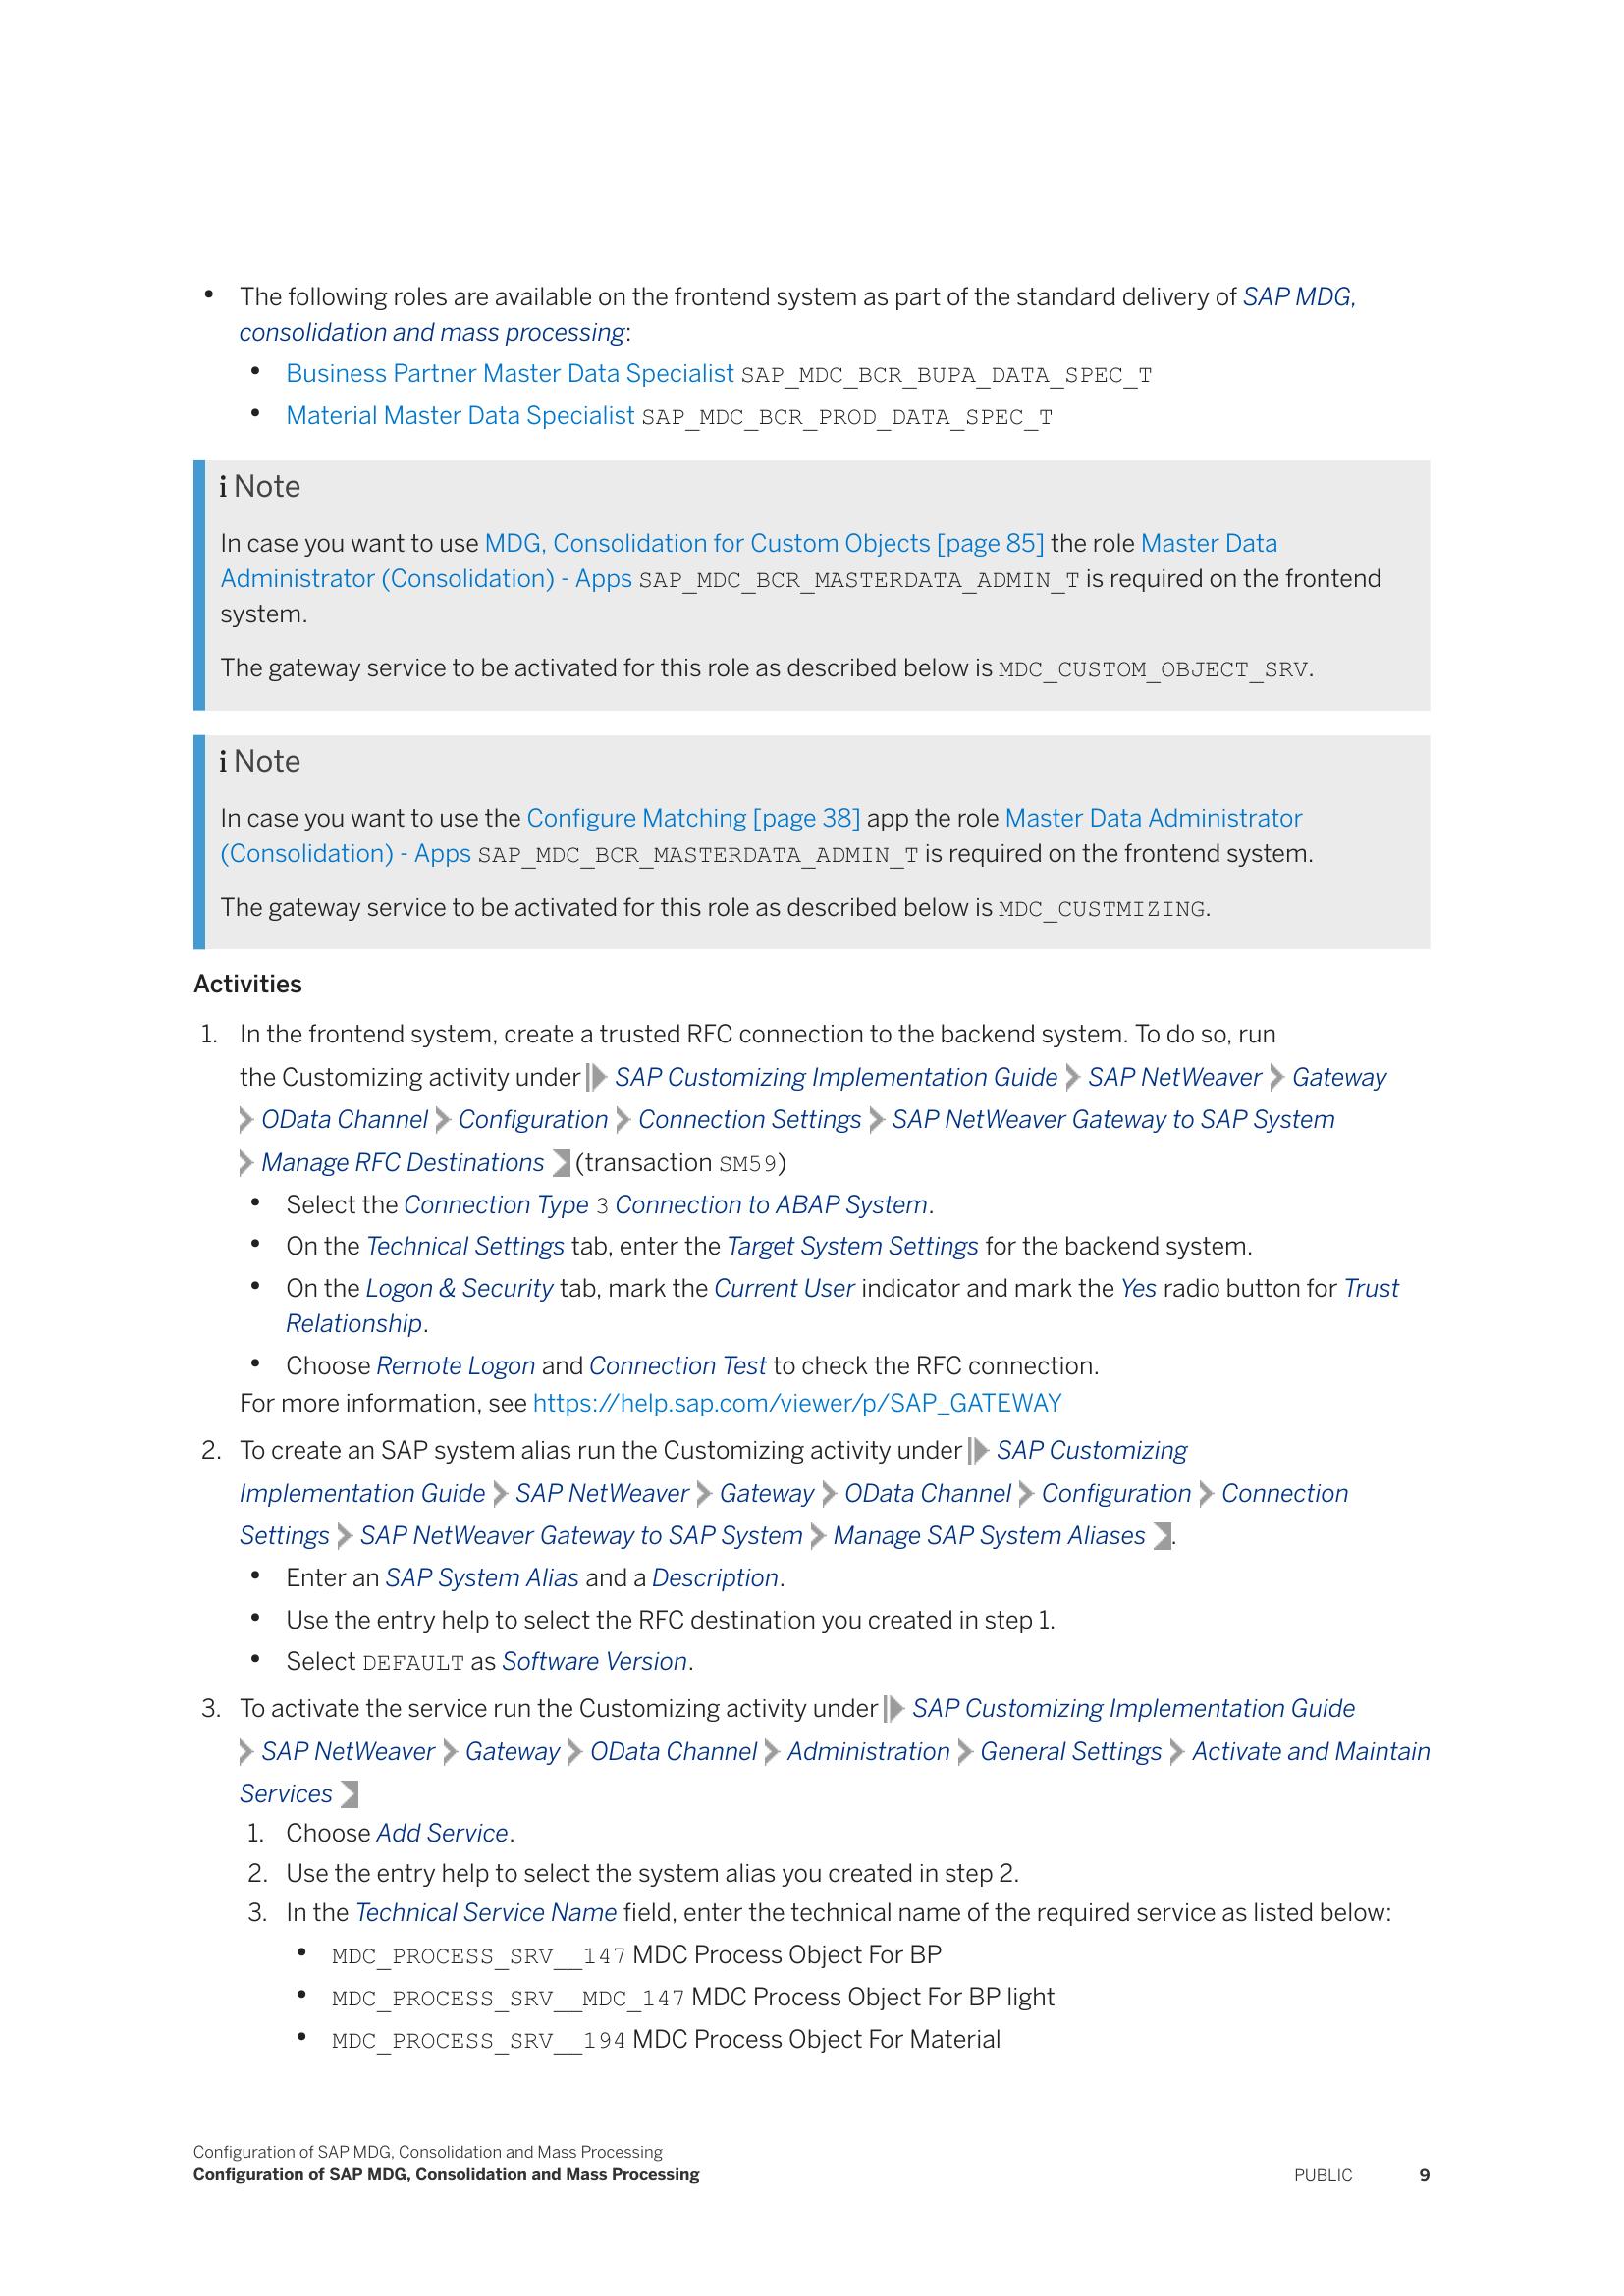 • The following roles are available on the frontend system as part of the standard delivery of SAP MDG,
consolidation and mass processing:
• Business Partner Master Data Specialist SAP_MDC_BCR_BUPA_DATA_SPEC_T
• Material Master Data Specialist SAP_MDC_BCR_PROD_DATA_SPEC_T
i Note
In case you want to use MDG, Consolidation for Custom Objects [page 85] the role Master Data
Administrator (Consolidation) - Apps SAP_MDC_BCR_MASTERDATA_ADMIN_T is required on the frontend
system.
The gateway service to be activated for this role as described below is MDC_CUSTOM_OBJECT_SRV.
i Note
In case you want to use the Configure Matching [page 38] app the role Master Data Administrator
(Consolidation) - Apps SAP_MDC_BCR_MASTERDATA_ADMIN_T is required on the frontend system.
The gateway service to be activated for this role as described below is MDC_CUSTMIZING.
Activities
1. In the frontend system, create a trusted RFC connection to the backend system. To do so, run
the Customizing activity under SAP Customizing Implementation Guide > SAP NetWeaver > Gateway
> OData Channel > Configuration > Connection Settings > SAP NetWeaver Gateway to SAP System
> Manage RFC Destinations (transaction SM59)
• Select the Connection Type 3 Connection to ABAP System.
• On the Technical Settings tab, enter the Target System Settings for the backend system.
• On the Logon & Security tab, mark the Current User indicator and mark the Yes radio button for Trust
Relationship.
• Choose Remote Logon and Connection Test to check the RFC connection.
For more information, see https://help.sap.com/viewer/p/SAP_GATEWAY
2. To create an SAP system alias run the Customizing activity under SAP Customizing
Implementation Guide > SAP NetWeaver > Gateway > OData Channel > Configuration > Connection
Settings > SAP NetWeaver Gateway to SAP System > Manage SAP System Aliases .
• Enter an SAP System Alias and a Description.
• Use the entry help to select the RFC destination you created in step 1.
• Select DEFAULT as Software Version.
3. To activate the service run the Customizing activity under SAP Customizing Implementation Guide
> SAP NetWeaver > Gateway > OData Channel > Administration > General Settings > Activate and Maintain
Services
1. Choose Add Service.
2. Use the entry help to select the system alias you created in step 2.
3. In the Technical Service Name field, enter the technical name of the required service as listed below:
• MDC_PROCESS_SRV__147 MDC Process Object For BP
• MDC_PROCESS_SRV__MDC_147 MDC Process Object For BP light
• MDC_PROCESS_SRV__194 MDC Process Object For Material
Configuration of SAP MDG, Consolidation and Mass Processing
Configuration of SAP MDG, Consolidation and Mass Processing PUBLIC 9